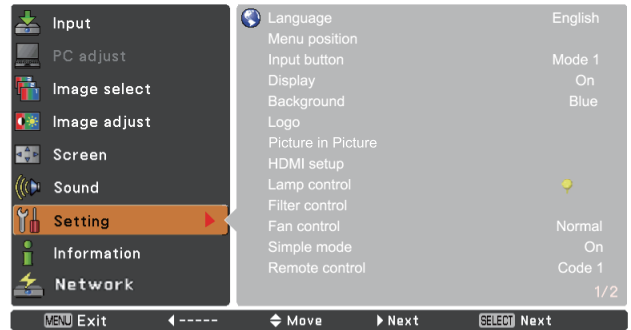 Input
PC adjust
Image select
Image adjust
Screen
Sound
Setting
Information
Network
Language English
Menu position
Input button Mode 1
Display On
Background Blue
Logo
Picture in Picture
HDMI setup
Lamp control
Filter control
Fan control Normal
Simple mode On
Remote control Code 1
1/2
MENU Exit ----- Move Next SELECT Next